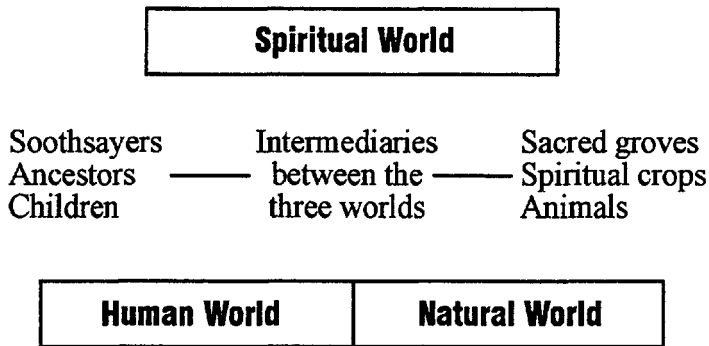 Spiritual World
Soothsayers Intermediaries Sacred groves
Ancestors between the Spiritual crops
Children three worlds Animals
Human World Natural World